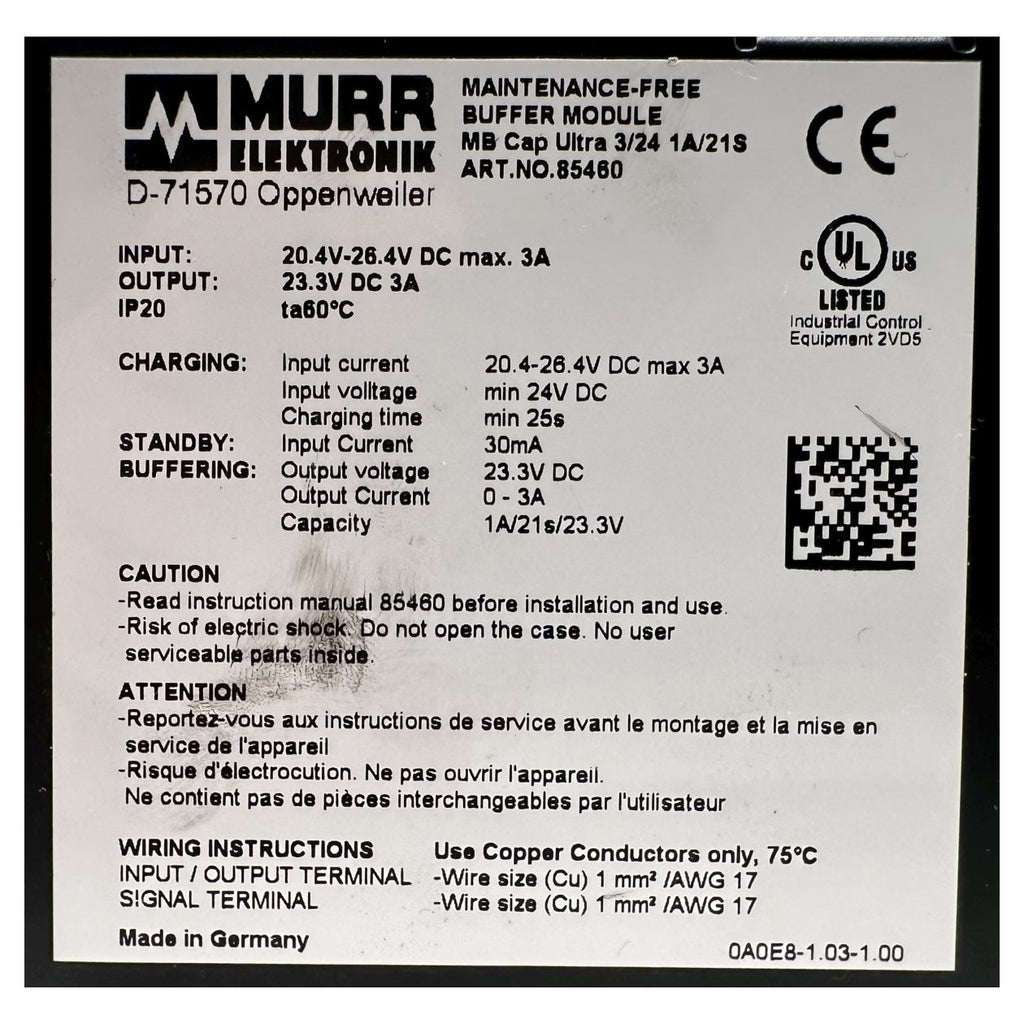 MURR
ELEKTRONIK
D-71570 Oppenweiler
MAINTENANCE-FREE
BUFFER MODULE
MB Cap Ultra 3/24 1A/21S
ART.NO.85460
CE
INPUT: 20.4V-26.4V DC max. 3A
OUTPUT: 23.3V DC 3A
IP20 ta60°C
C UL US
LISTED
Industrial Control
Equipment 2VD5
CHARGING: Input current 20.4-26.4V DC max 3A
Input volltage min 24V DC
Charging time min 25s
STANDBY: Input Current 30mA
BUFFERING: Output voltage 23.3V DC
Output Current 0 - 3A
Capacity 1A/21s/23.3V
CAUTION
-Read instruction manual 85460 before installation and use.
-Risk of electric shock. Do not open the case. No user
serviceable parts inside.
ATTENTION
-Reportez-vous aux instructions de service avant le montage et la mise en
service de l'appareil
-Risque d'électrocution. Ne pas ouvrir l'appareil.
Ne contient pas de pièces interchangeables par l'utilisateur
WIRING INSTRUCTIONS Use Copper Conductors only, 75°C
INPUT / OUTPUT TERMINAL -Wire size (Cu) 1 mm² /AWG 17
SIGNAL TERMINAL -Wire size (Cu) 1 mm² /AWG 17
Made in Germany
0A0E8-1.03-1.00